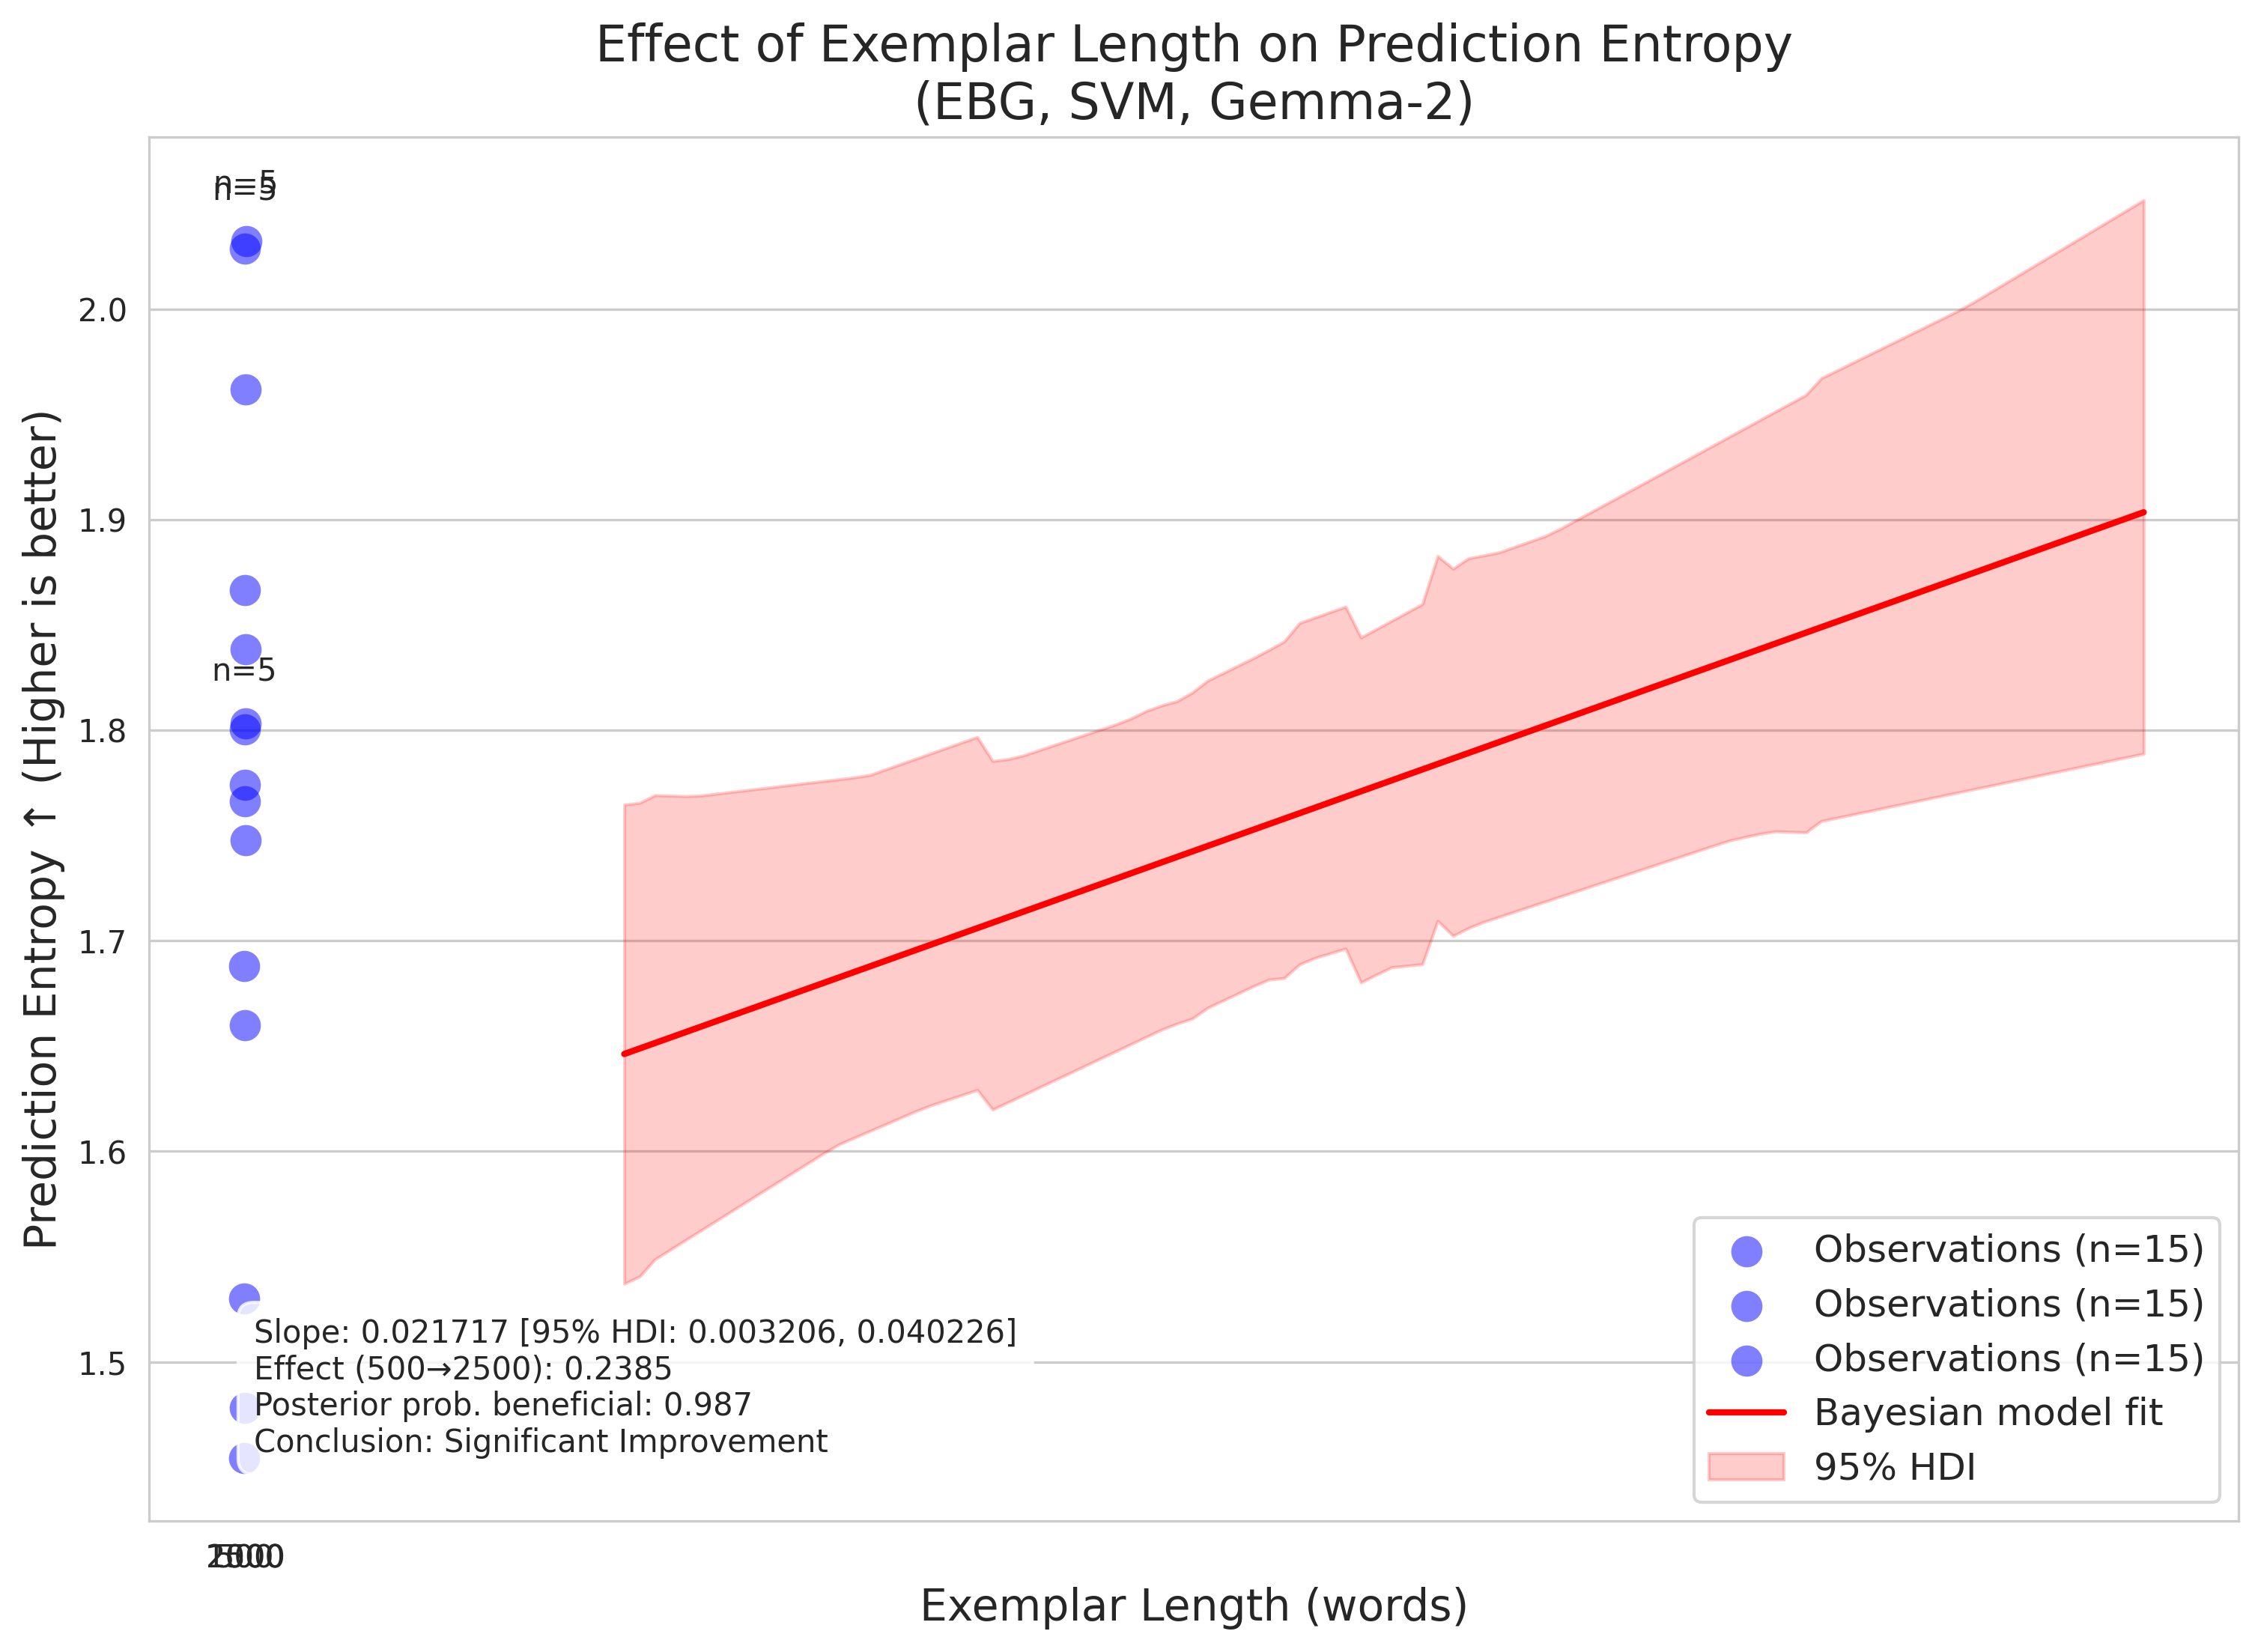 Effect of Exemplar Length on Prediction Entropy
(EBG, SVM, Gemma-2)
Prediction Entropy ↑ (Higher is better)
2.0
1.9
1.8
1.7
1.6
1.5
n=5
n=5
n=5
Slope: 0.021717 [95% HDI: 0.003206, 0.040226]
Effect (500→2500): 0.2385
Posterior prob. beneficial: 0.987
Conclusion: Significant Improvement
Observations (n=15)
Observations (n=15)
Observations (n=15)
Bayesian model fit
95% HDI
Exemplar Length (words)